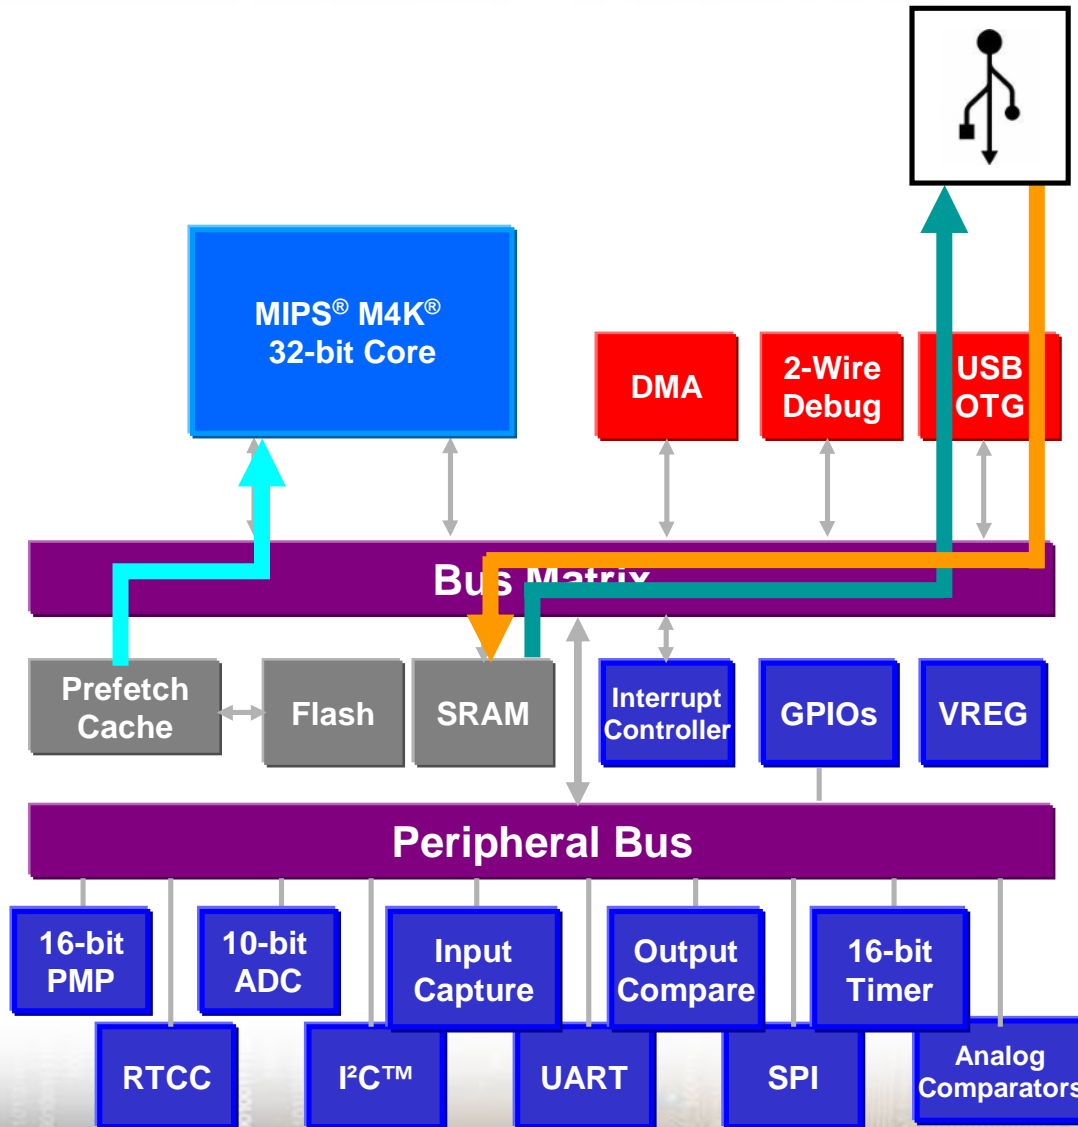 MIPS® M4K®
32-bit Core
DMA
2-Wire
Debug
USB
OTG
Bus Matrix
Prefetch
Cache
Flash
SRAM
Interrupt
Controller
GPIOs
VREG
Peripheral Bus
16-bit
PMP
10-bit
ADC
Input
Capture
Output
Compare
16-bit
Timer
RTCC
I²C™
UART
SPI
Analog
Comparators